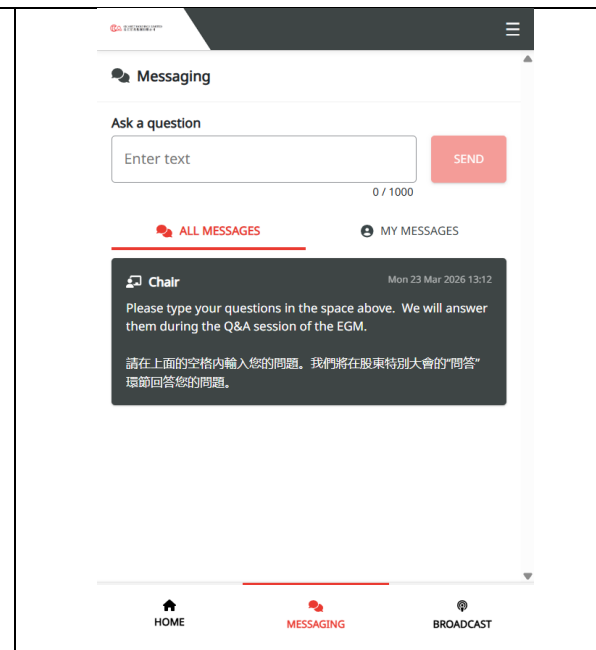 Messaging
Ask a question
Enter text
SEND
0 / 1000
ALL MESSAGES
MY MESSAGES
Chair
Mon 23 Mar 2026 13:12
Please type your questions in the space above.  We will answer
them during the Q&A session of the EGM.
請在上面的空格內輸入您的問題。我們將在股東特別大會的“問答”
環節回答您的問題。
HOME
MESSAGING
BROADCAST